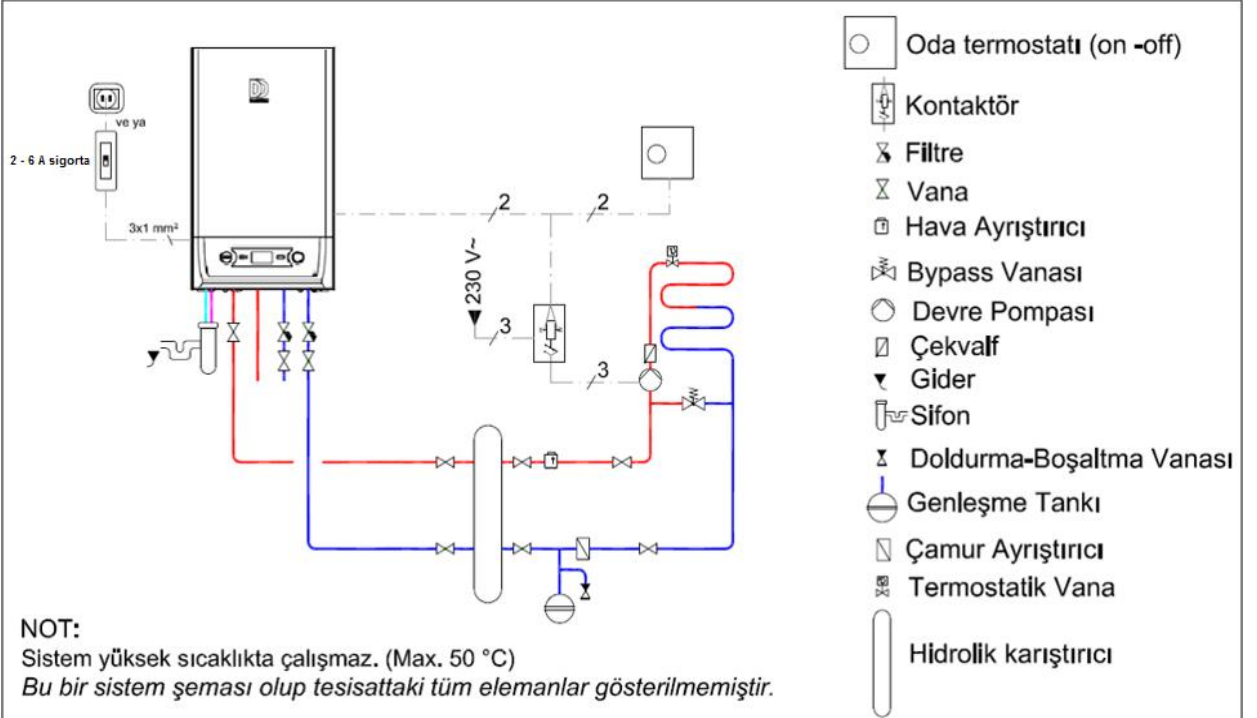 ve ya
2 - 6 A sigorta
3x1 mm²
2
2
230 V~
3
3
Oda termostatı (on -off)
Kontaktör
Filtre
Vana
Hava Ayrıştırıcı
Bypass Vanası
Devre Pompası
Çekvalf
Gider
Sifon
Doldurma-Boşaltma Vanası
Genleşme Tankı
Çamur Ayrıştırıcı
Termostatik Vana
Hidrolik karıştırıcı
NOT:
Sistem yüksek sıcaklıkta çalışmaz. (Max. 50 °C)
Bu bir sistem şeması olup tesisattaki tüm elemanlar gösterilmemiştir.